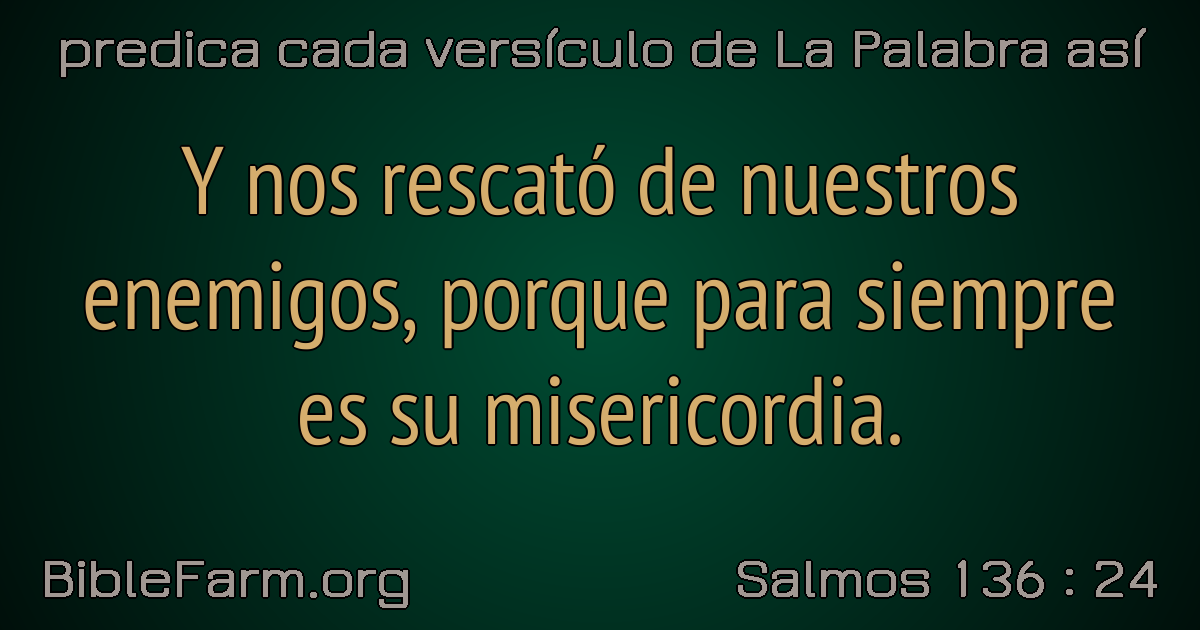 predica cada versículo de La Palabra así
Y nos rescató de nuestros
enemigos, porque para siempre
es su misericordia.
BibleFarm.org
Salmos 136 : 24